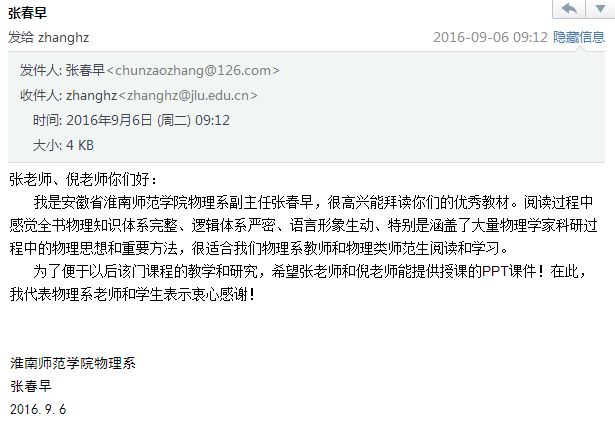 张春早
发给 zhanghz
2016-09-06 09:12 隐藏信息
发件人: 张春早<chunzaozhang@126.com>
收件人: zhanghz<zhanghz@jlu.edu.cn>
时间: 2016年9月6日 (周二) 09:12
大小: 4 KB
张老师、倪老师你们好：
我是安徽省淮南师范学院物理系副主任张春早，很高兴能拜读你们的优秀教材。阅读过程中
感觉全书物理知识体系完整、逻辑体系严密、语言形象生动、特别是涵盖了大量物理学家科研过
程中的物理思想和重要方法，很适合我们物理系教师和物理类师范生阅读和学习。
为了便于以后该门课程的教学和研究，希望张老师和倪老师能提供授课的PPT课件！在此，
我代表物理系老师和学生表示衷心感谢！
淮南师范学院物理系
张春早
2016.9.6